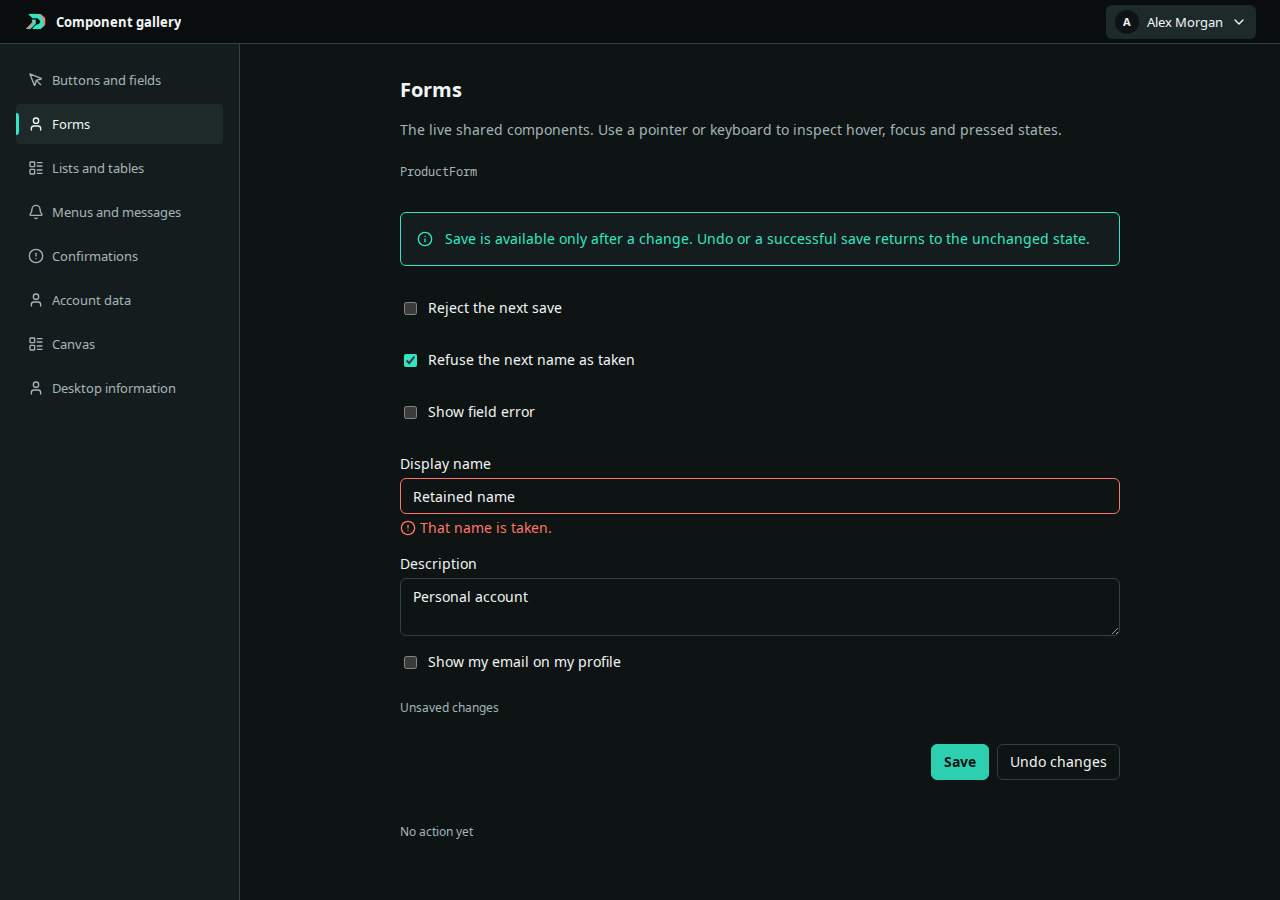 Component gallery
A
Alex Morgan
Buttons and fields
Forms
Lists and tables
Menus and messages
Confirmations
Account data
Canvas
Desktop information
Forms
The live shared components. Use a pointer or keyboard to inspect hover, focus and pressed states.
ProductForm
Save is available only after a change. Undo or a successful save returns to the unchanged state.
Reject the next save
Refuse the next name as taken
Show field error
Display name
Retained name
That name is taken.
Description
Personal account
Show my email on my profile
Unsaved changes
Save
Undo changes
No action yet